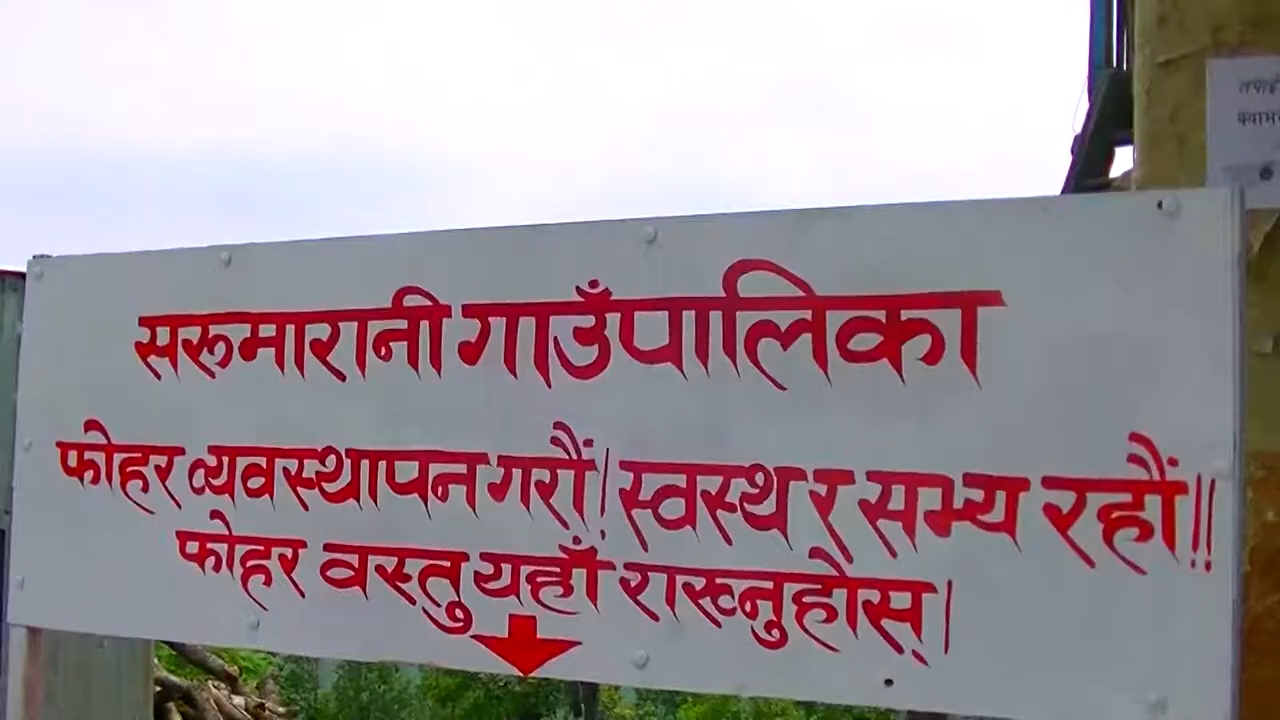 सरूमारानी गाउँपालिका
फोहर व्यवस्थापन गरौं! स्वस्थ र सभ्य रहौं!!
फोहर वस्तु यहाँ राख्नुहोस्।